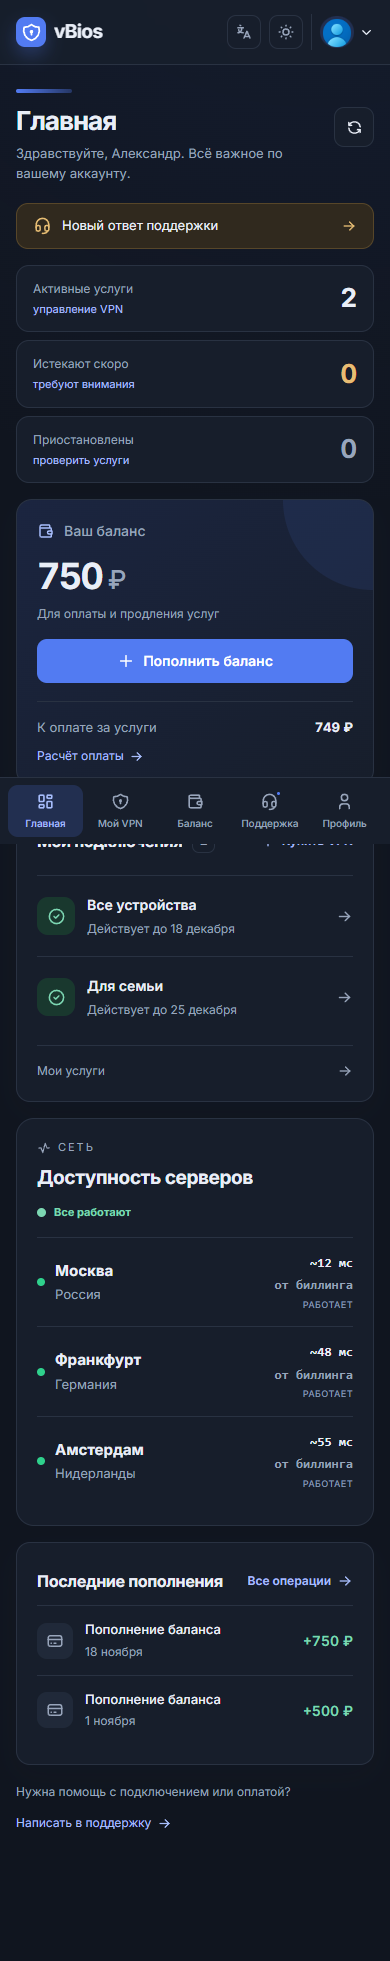 vBios
Главная
Здравствуйте, Александр. Всё важное по
вашему аккаунту.
Новый ответ поддержки
Активные услуги
управление VPN
2
Истекают скоро
требуют внимания
0
Приостановлены
проверить услуги
0
Ваш баланс
750 ₽
Для оплаты и продления услуг
Пополнить баланс
К оплате за услуги
749 ₽
Расчёт оплаты
Главная
Мой VPN
Баланс
Поддержка
Профиль
Мои подключения
Все устройства
Действует до 18 декабря
Для семьи
Действует до 25 декабря
Мои услуги
СЕТЬ
Доступность серверов
Все работают
Москва
Россия
~12 мс
от биллинга
РАБОТАЕТ
Франкфурт
Германия
~48 мс
от биллинга
РАБОТАЕТ
Амстердам
Нидерланды
~55 мс
от биллинга
РАБОТАЕТ
Последние пополнения
Все операции
Пополнение баланса
18 ноября
+750 ₽
Пополнение баланса
1 ноября
+500 ₽
Нужна помощь с подключением или оплатой?
Написать в поддержку